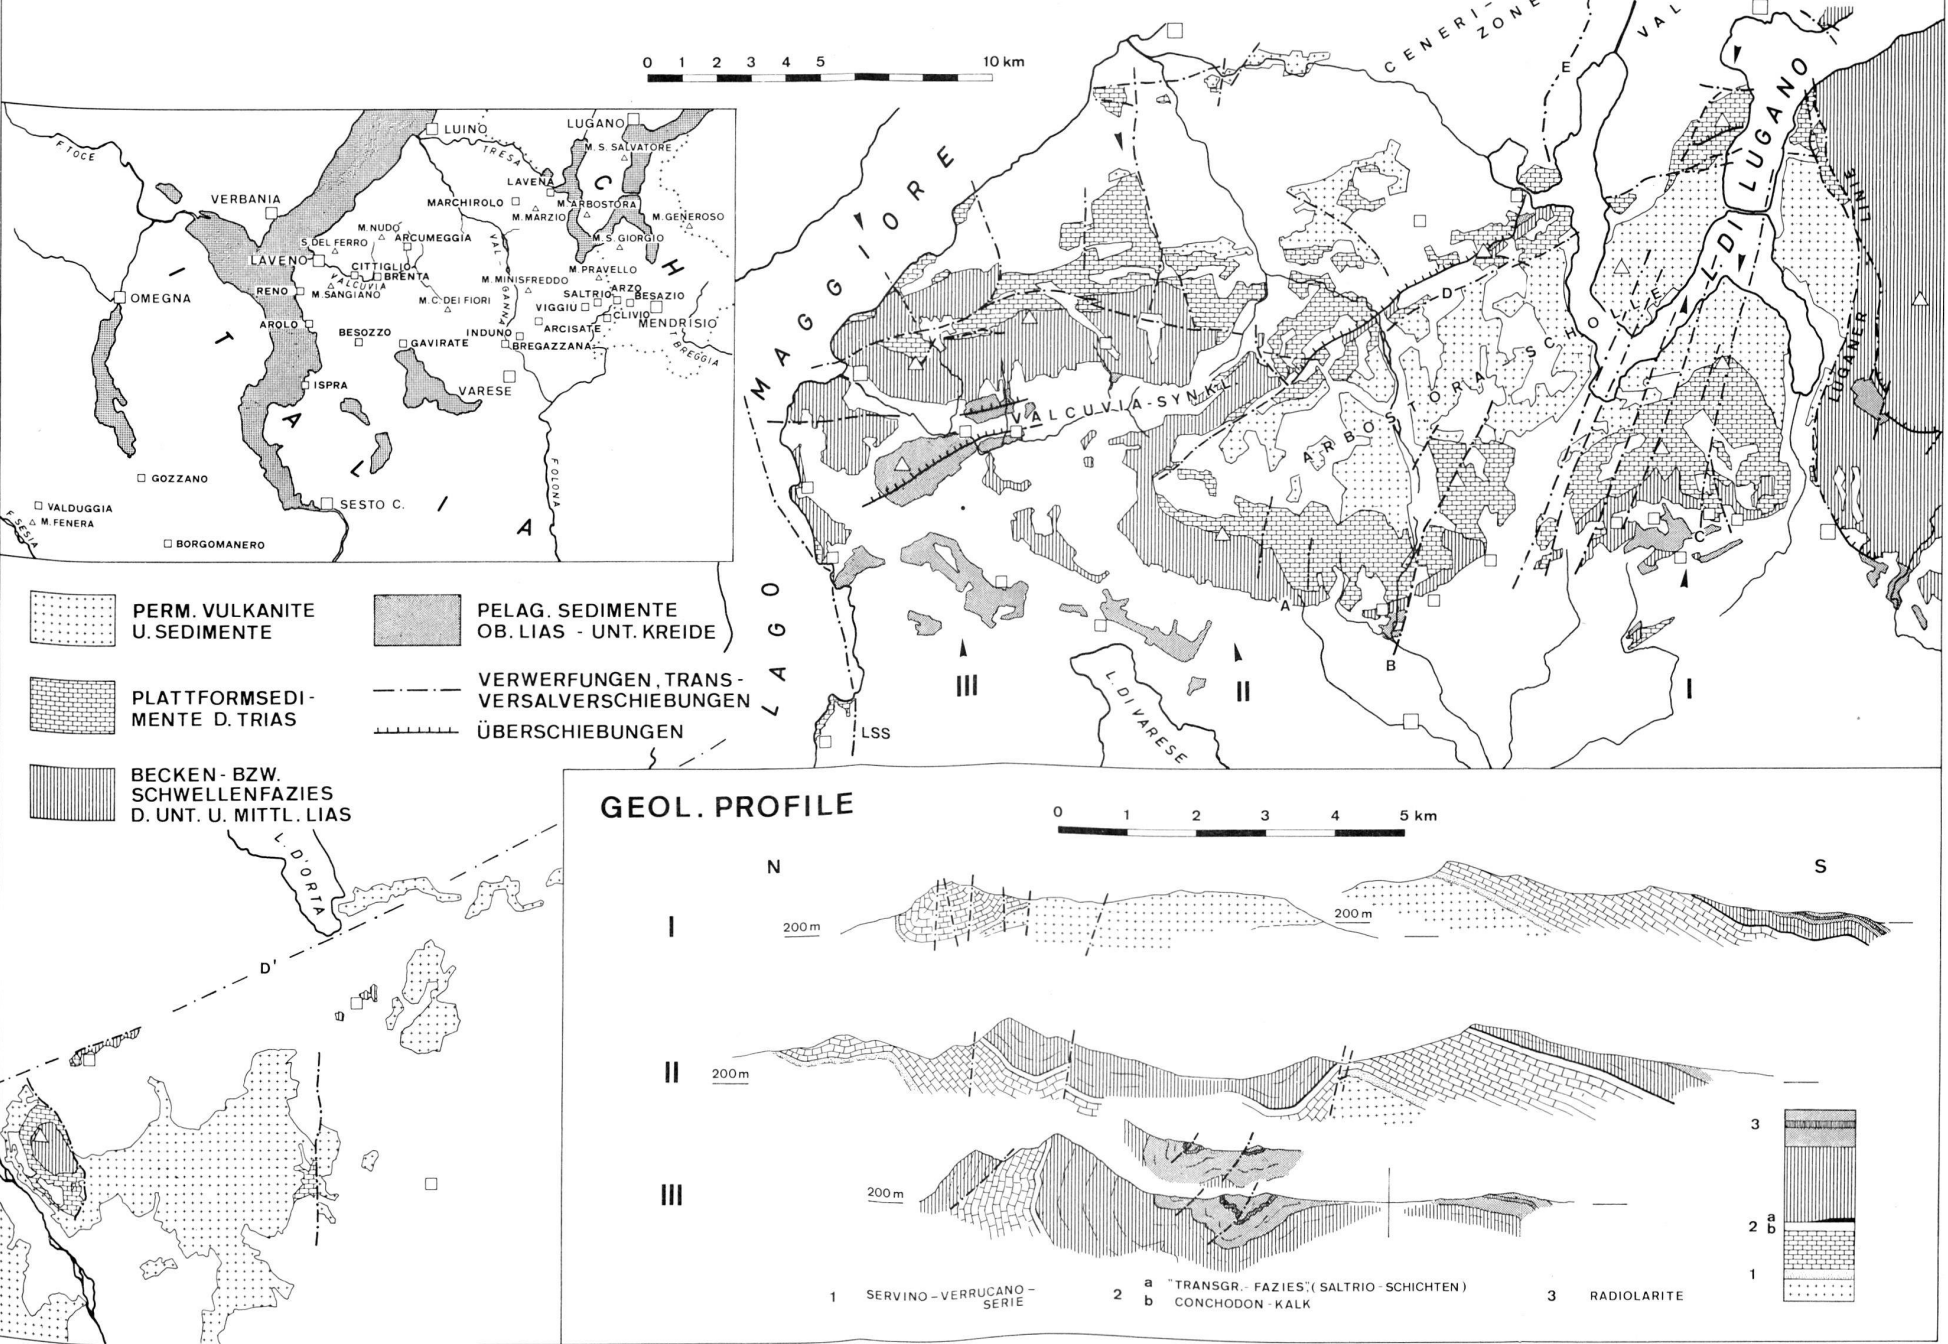 0 1 2 3 4 5 10 km
CENERI-
ZONE
VAL
E
LUGANO
L. DI
LUGANER LINIE
LAGO MAGGIORE
D
VALCUVIA-SYNKL.
ARBOSTORA-SCHOLLE
A
B
C
III
II
I
L. DI VARESE
LSS
F TOCE
LUINO
LUGANO
M. S. SALVATORE
TRESA
VERBANIA
LAVENA
MARCHIROLO
M. ARBOSTORA
M. MARZIO
M. GENEROSO
M. NUDO
S. DEL FERRO
ARCUMEGGIA
M. S. GIORGIO
LAVENO
CITTIGLIO
BRENTA
VALCUVIA
M. PRAVELLO
M. MINISFREDDO
VAL-GANNA
ARZO
OMEGNA
RENO
M. SANGIANO
M. C. DEI FIORI
SALTRIO
BESAZIO
VIGGIU
CLIVIO
MENDRISIO
AROLO
BESOZZO
INDUNO
ARCISATE
GAVIRATE
BREGAZZANA
BREGGIA
ISPRA
VARESE
ITALIA
CH
GOZZANO
SESTO C.
F OLONA
VALDUGGIA
M. FENERA
F SESIA
BORGOMANERO
PERM. VULKANITE
U. SEDIMENTE
PLATTFORMSEDI-
MENTE D. TRIAS
BECKEN- BZW.
SCHWELLENFAZIES
D. UNT. U. MITTL. LIAS
PELAG. SEDIMENTE
OB. LIAS - UNT. KREIDE
VERWERFUNGEN, TRANS-
VERSALVERSCHIEBUNGEN
ÜBERSCHIEBUNGEN
L. D'ORTA
D'
GEOL. PROFILE
0 1 2 3 4 5 km
N
S
I
200 m
200 m
II
200 m
III
200 m
3
2 a
b
1
1 SERVINO-VERRUCANO-
SERIE
2 a "TRANSGR.- FAZIES" (SALTRIO-SCHICHTEN)
b CONCHODON-KALK
3 RADIOLARITE